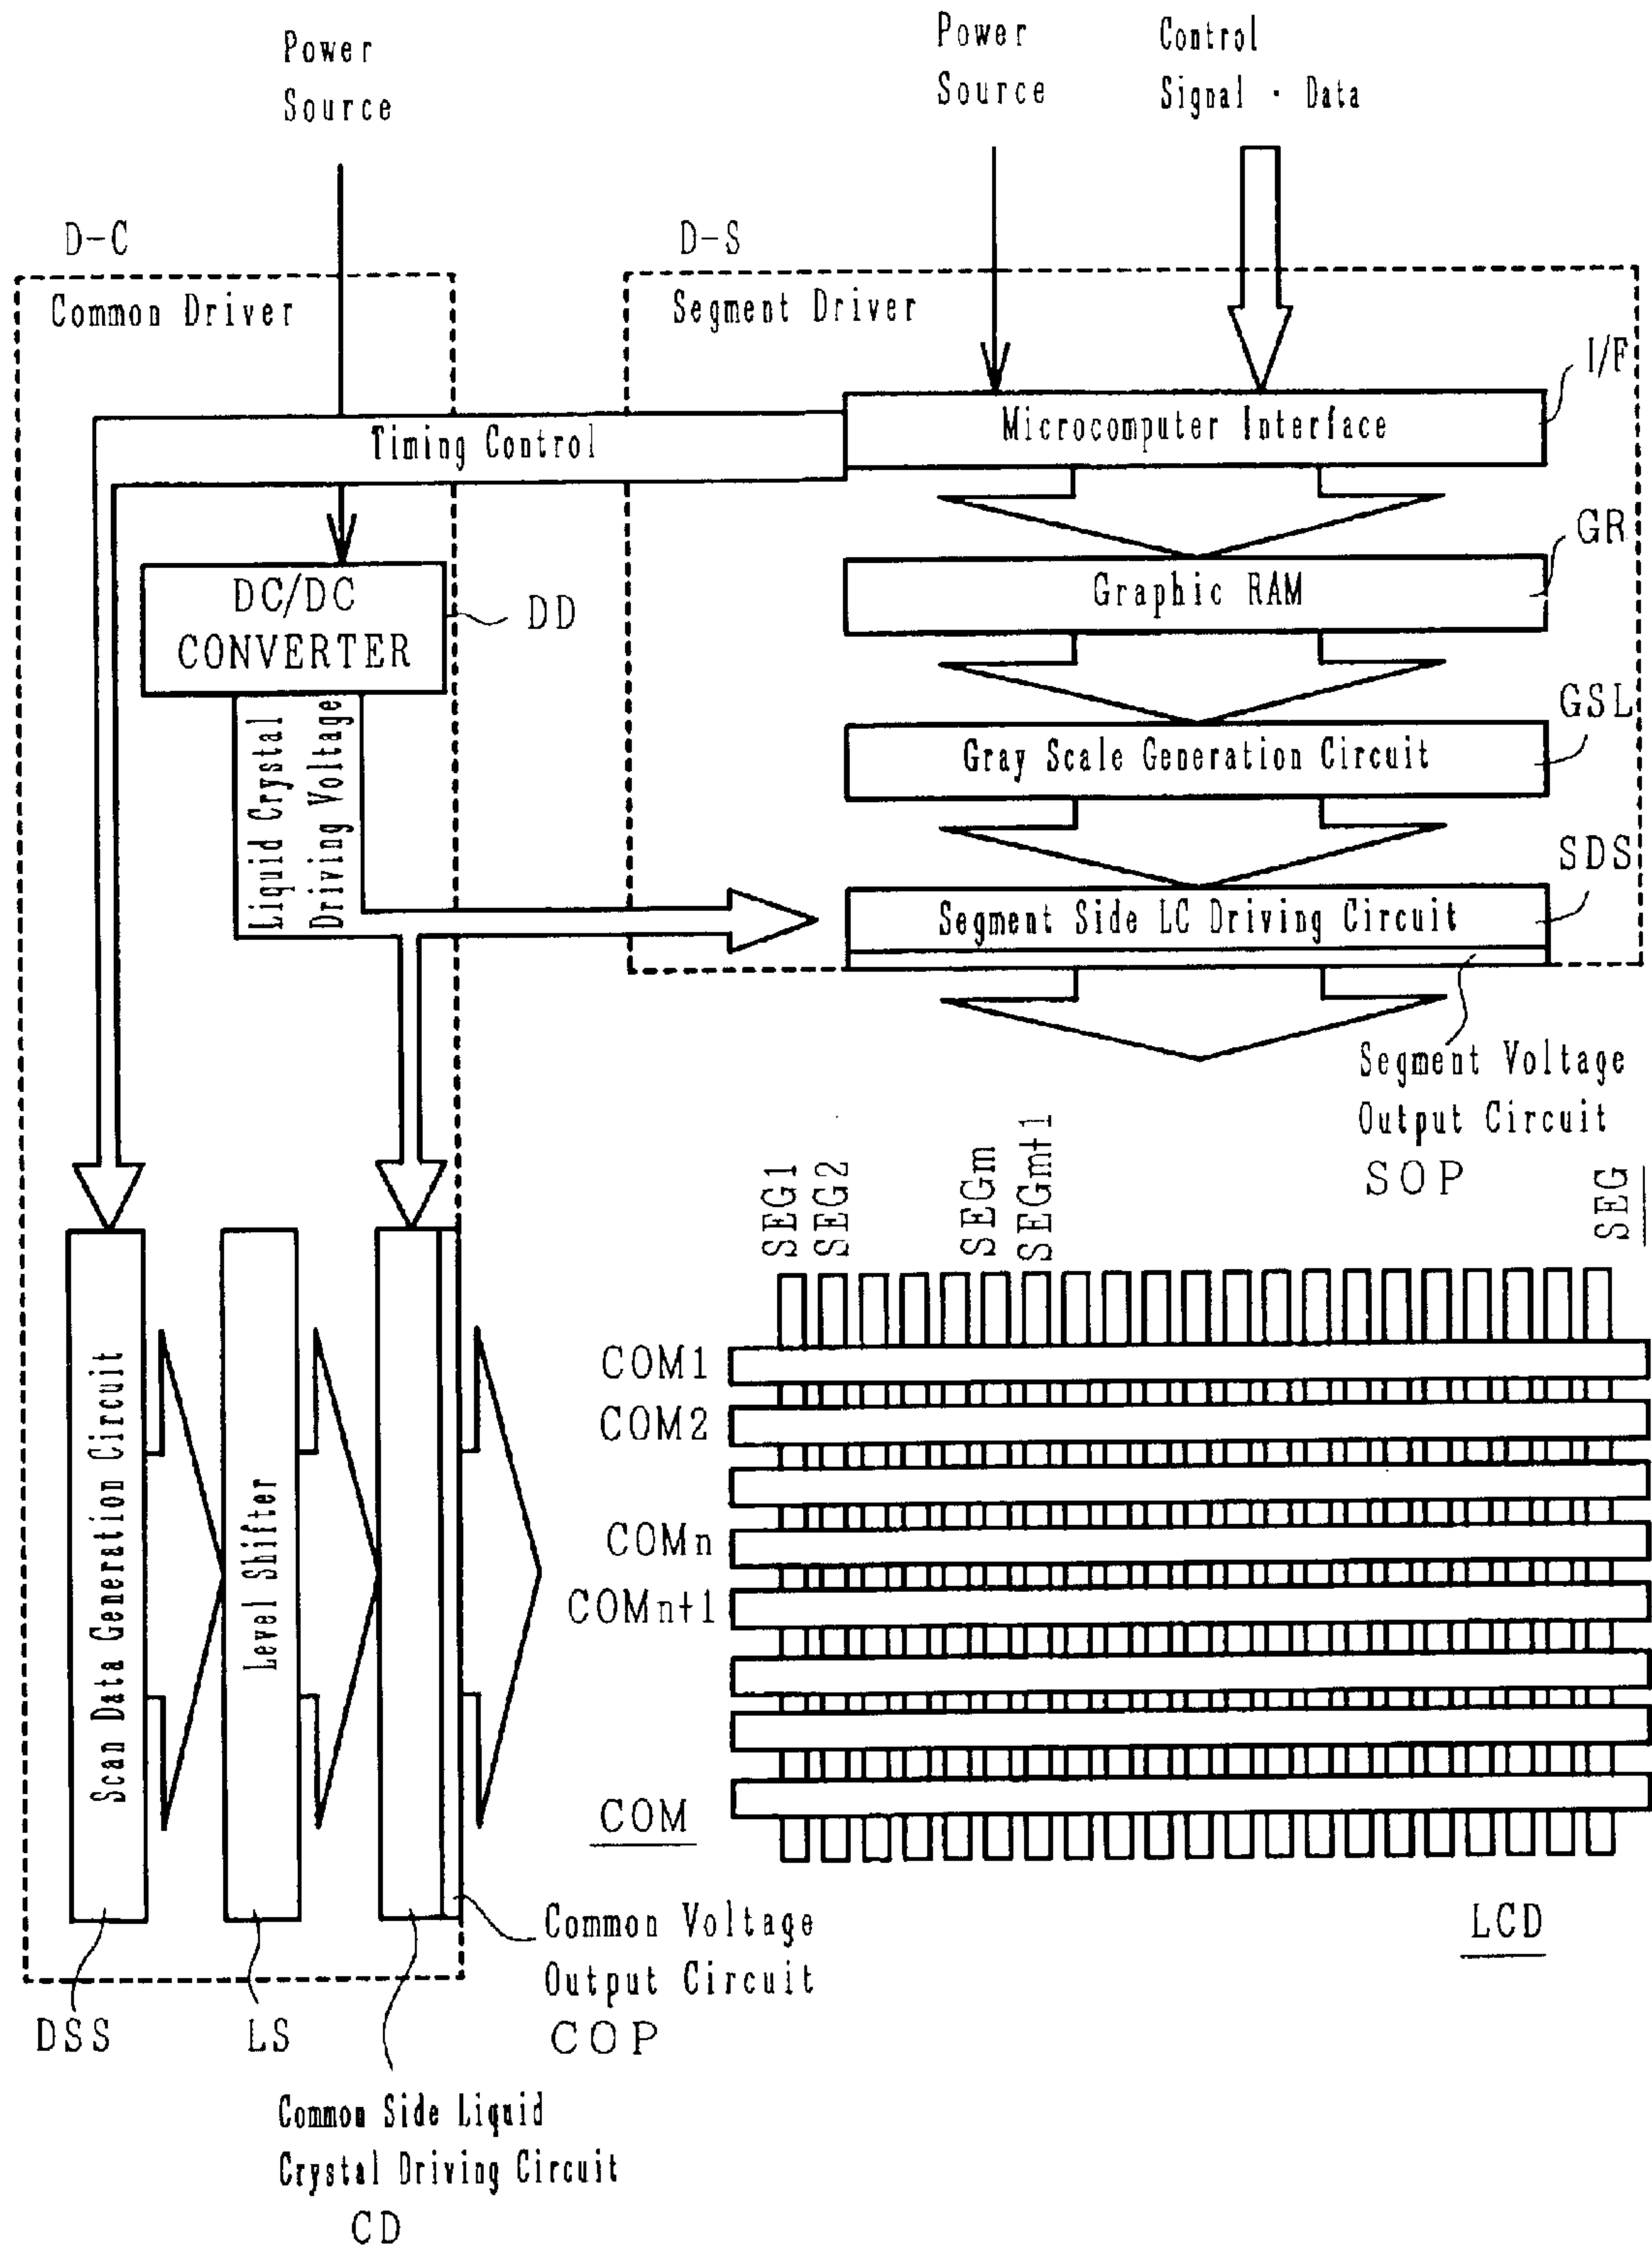 Power
Source
Power
Source
Control
Signal · Data
D-C
D-S
Common Driver
Segment Driver
I/F
Microcomputer Interface
Timing Control
GR
Graphic RAM
DC/DC
CONVERTER
DD
GSL
Gray Scale Generation Circuit
Liquid Crystal
Driving Voltage
SDS
Segment Side LC Driving Circuit
Segment Voltage
Output Circuit
SOP
SEG1
SEG2
SEGm
SEGm+1
SEG
COM1
COM2
COMn
COMn+1
COM
Scan Data Generation Circuit
Level Shifter
Common Voltage
Output Circuit
COP
LCD
DSS
LS
Common Side Liquid
Crystal Driving Circuit
CD